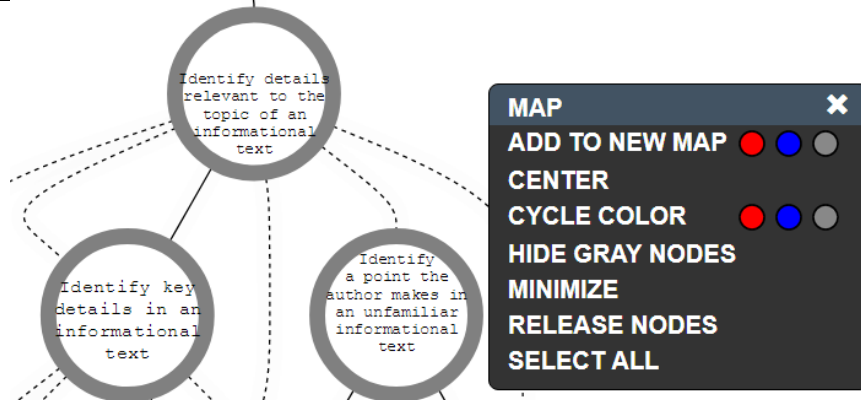 Identify details
relevant to the
topic of an
informational
text
Identify key
details in an
informational
text
Identify
a point the
author makes in
an unfamiliar
informational
text
MAP
ADD TO NEW MAP
CENTER
CYCLE COLOR
HIDE GRAY NODES
MINIMIZE
RELEASE NODES
SELECT ALL